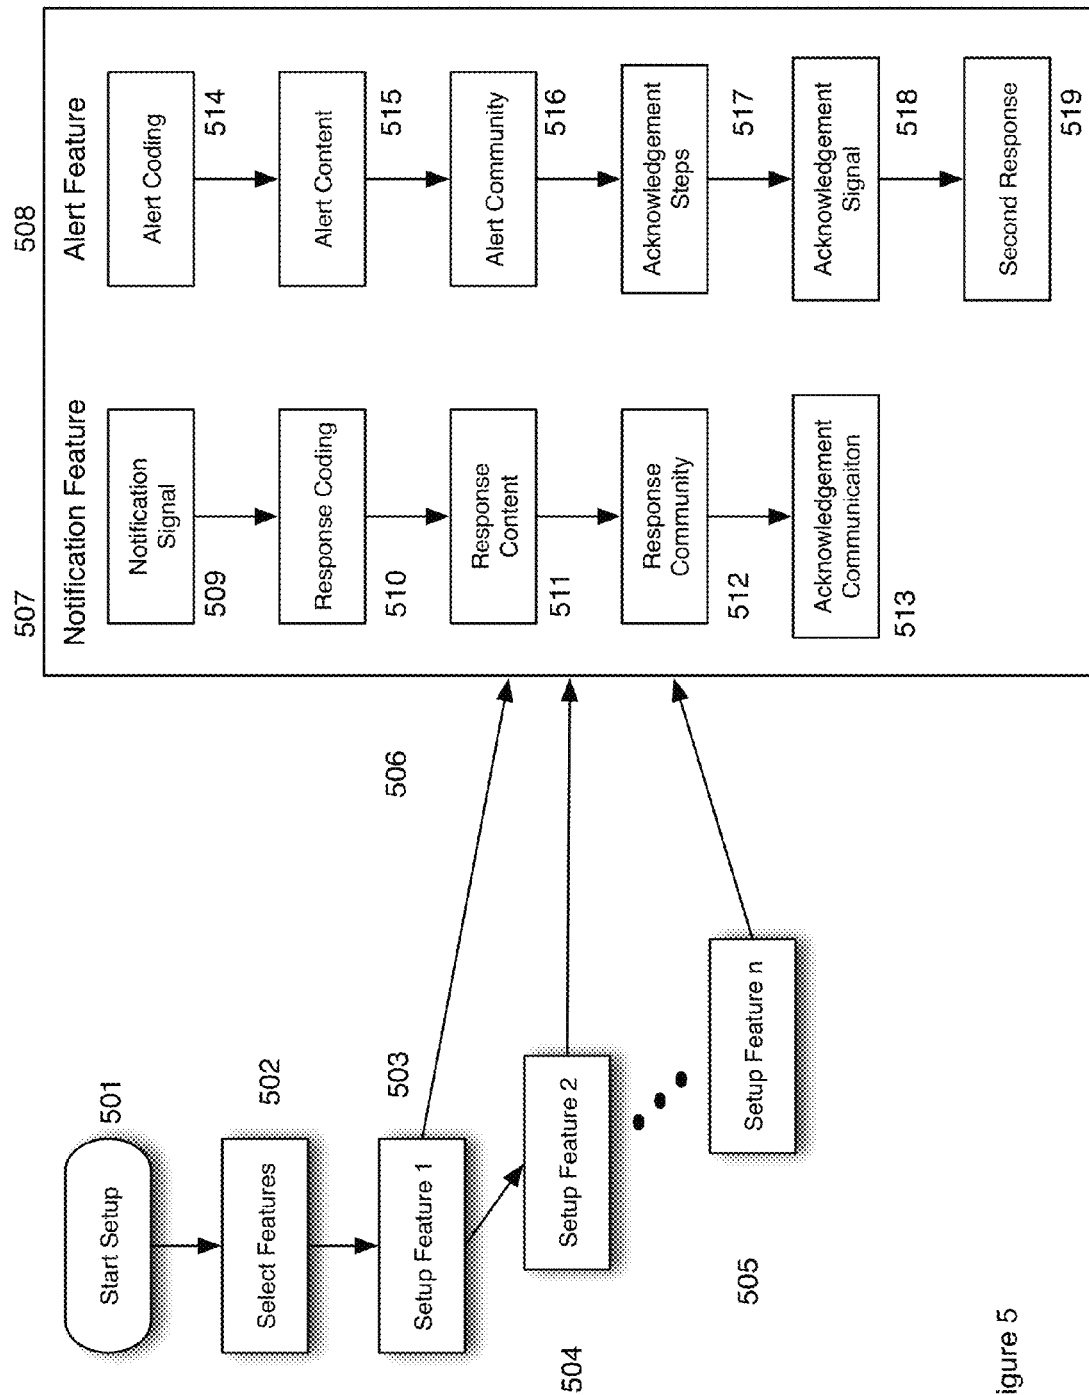 501
Start Setup
502
Select Features
503
Setup Feature 1
504
Setup Feature 2
505
Setup Feature n
506
507
Notification Feature
Notification
Signal
509
Response Coding
510
Response
Content
511
Response
Community
512
Acknowledgment
Communicaiton
513
508
Alert Feature
Alert Coding
514
Alert Content
515
Alert Community
516
Acknowledgement
Steps
517
Acknowledgement
Signal
518
Second Response
519
igure 5